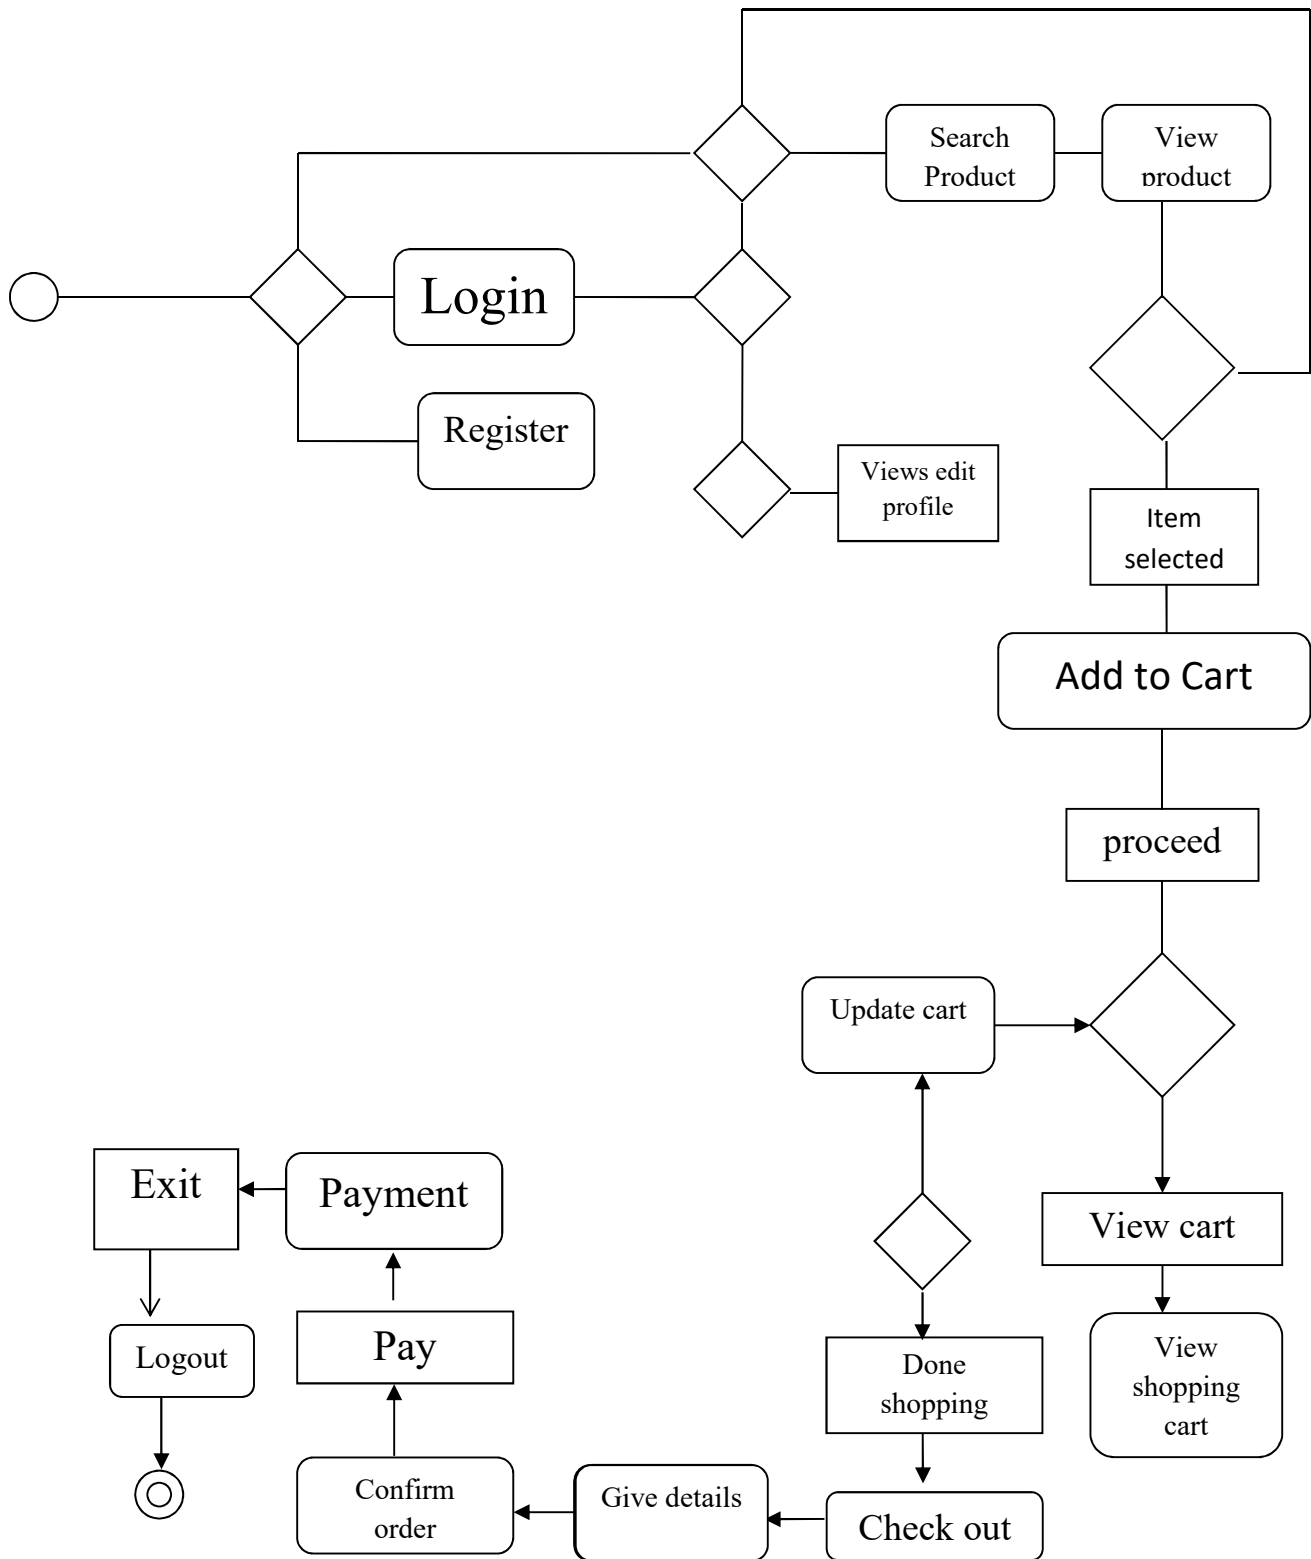 Search
Product
View
product
Login
Register
Views edit
profile
Item
selected
Add to Cart
proceed
Update cart
Exit
Payment
View cart
Pay
Logout
Done
shopping
View
shopping
cart
Confirm
order
Give details
Check out